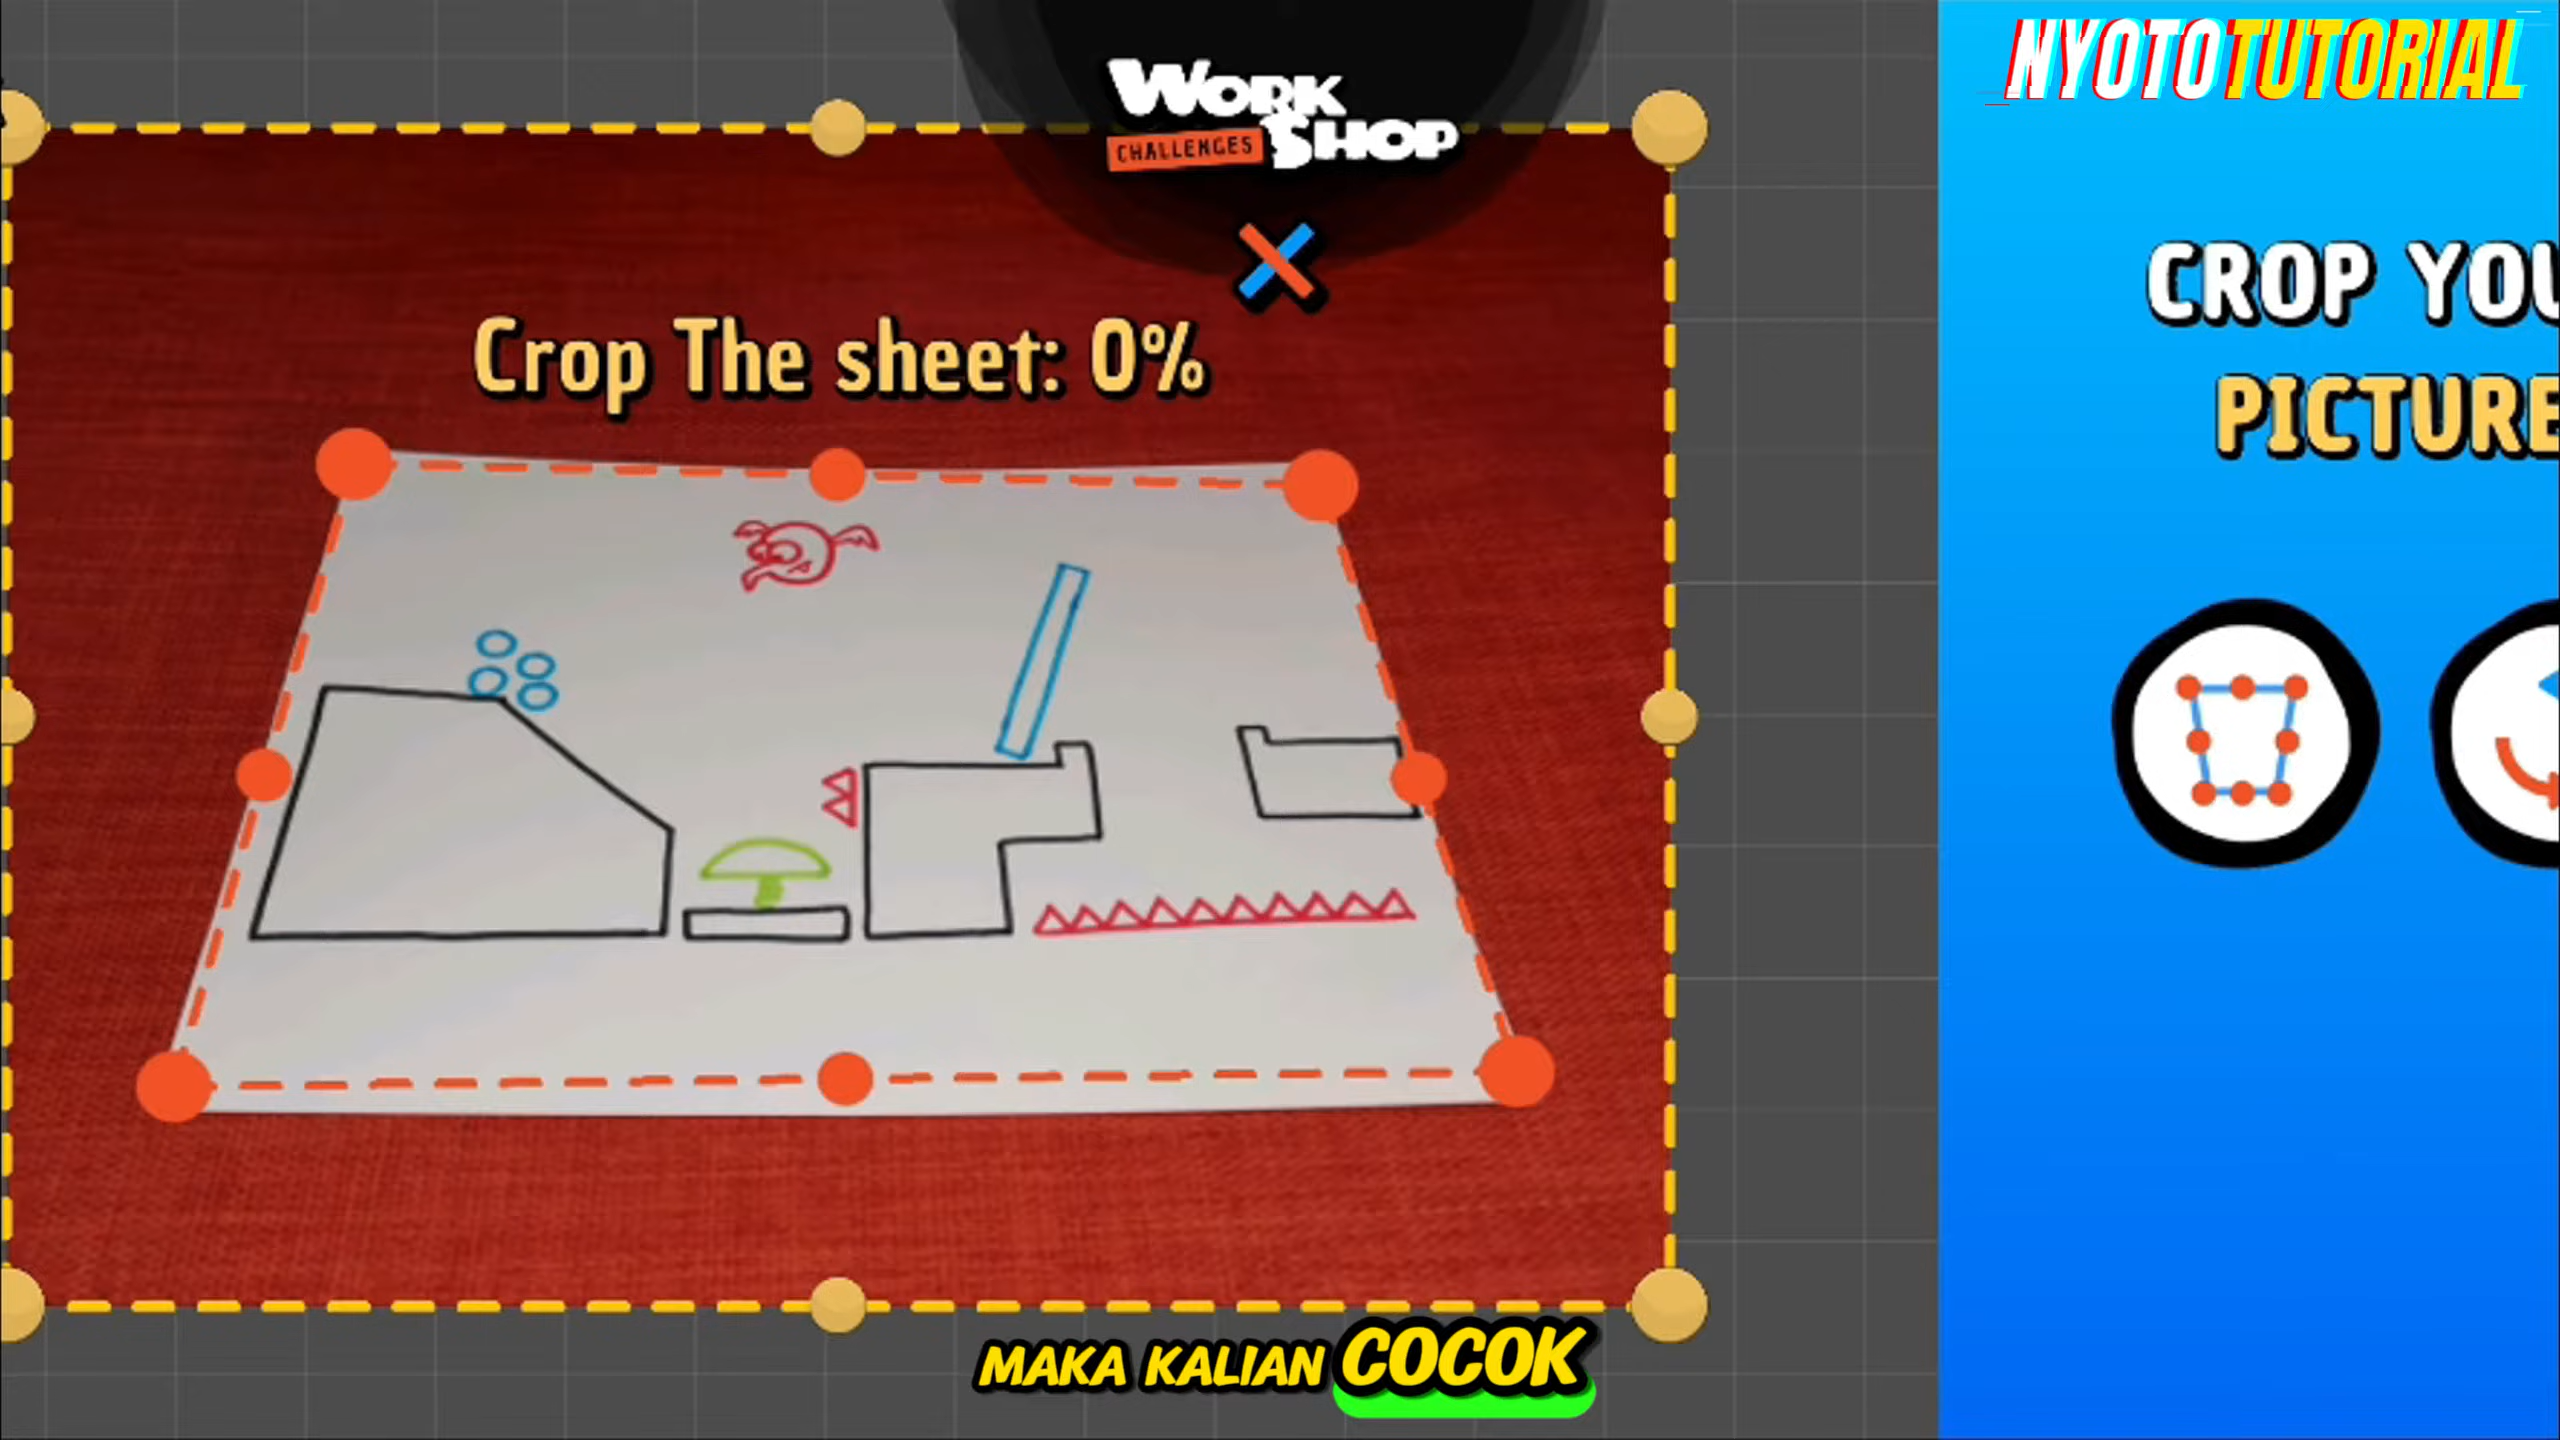 NYOTOTUTORIAL
WORK
SHOP
CHALLENGES
CROP YOU
PICTURE
Crop The sheet: 0%
MAKA KALIAN COCOK